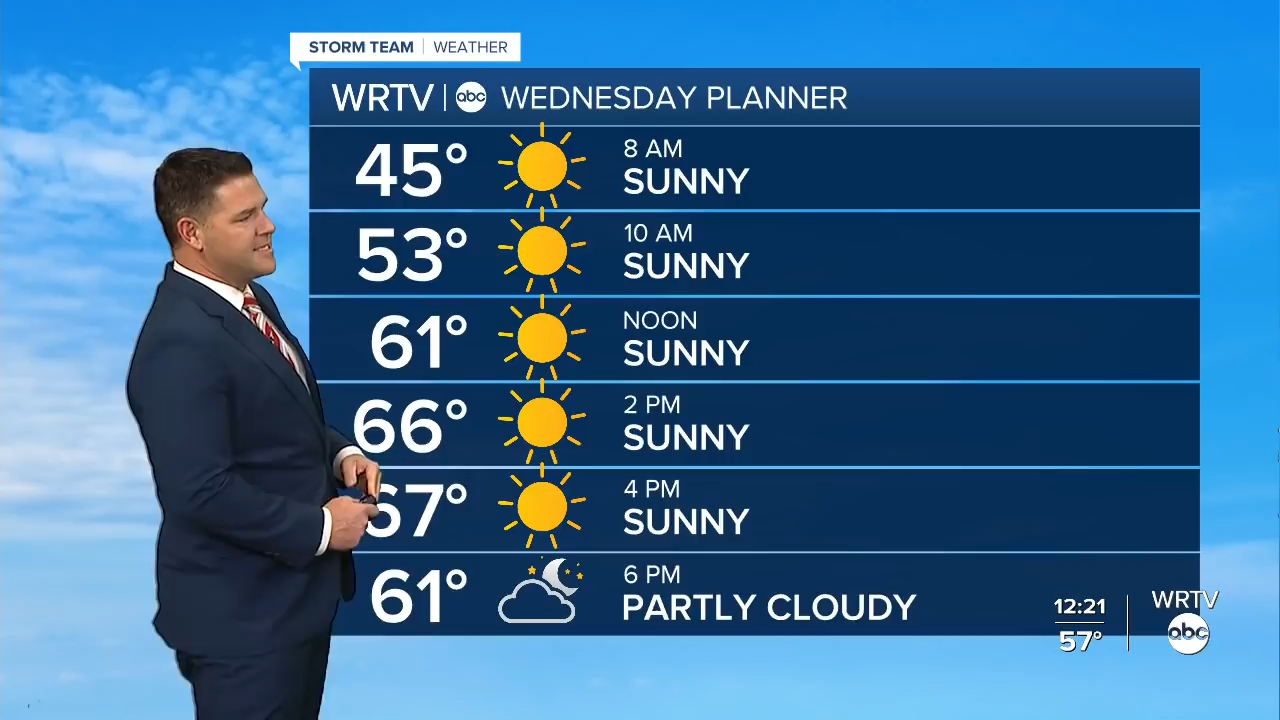 STORM TEAM | WEATHER
WRTV | abc WEDNESDAY PLANNER
45°
8 AM
SUNNY
53°
10 AM
SUNNY
61°
NOON
SUNNY
66°
2 PM
SUNNY
67°
4 PM
SUNNY
61°
6 PM
PARTLY CLOUDY
12:21
57°
WRTV
abc